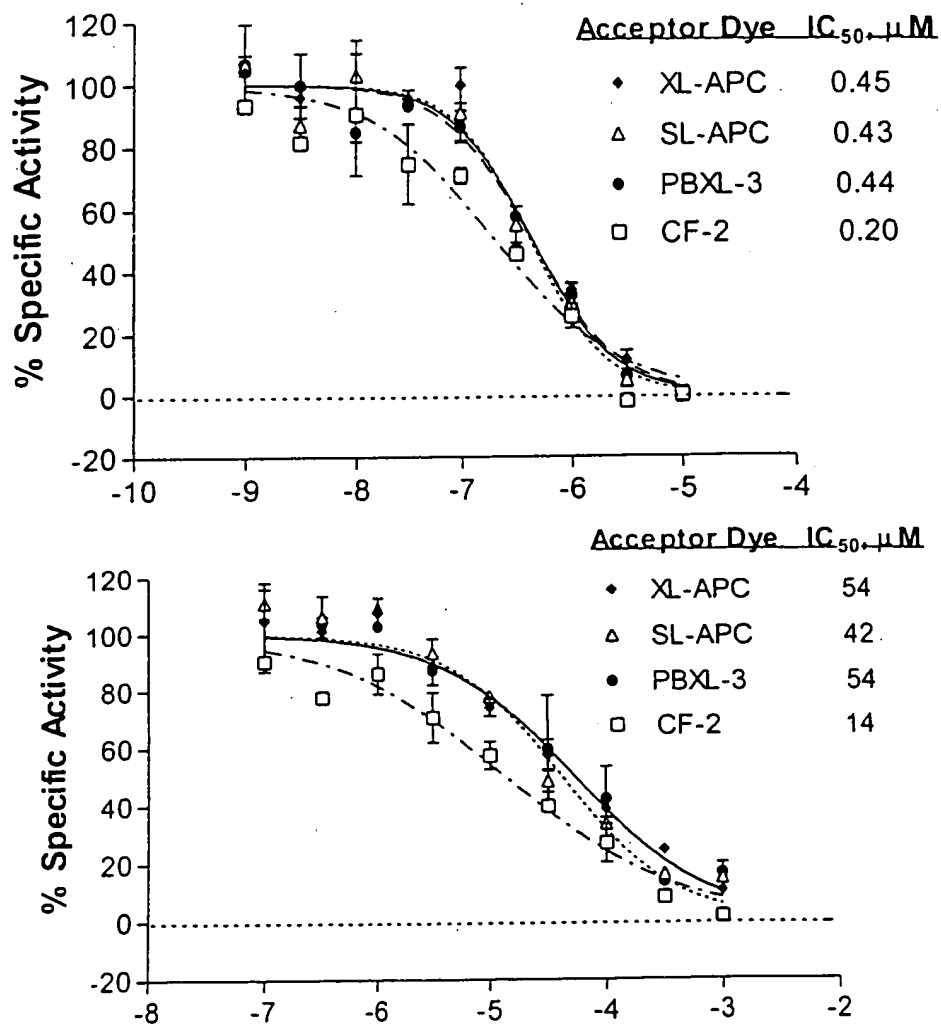 Acceptor Dye IC50, μM
XL-APC 0.45
SL-APC 0.43
PBXL-3 0.44
CF-2 0.20
% Specific Activity
120
100
80
60
40
20
0
-20
-10 -9 -8 -7 -6 -5 -4
Acceptor Dye IC50, μM
XL-APC 54
SL-APC 42
PBXL-3 54
CF-2 14
% Specific Activity
120
100
80
60
40
20
0
-20
-8 -7 -6 -5 -4 -3 -2